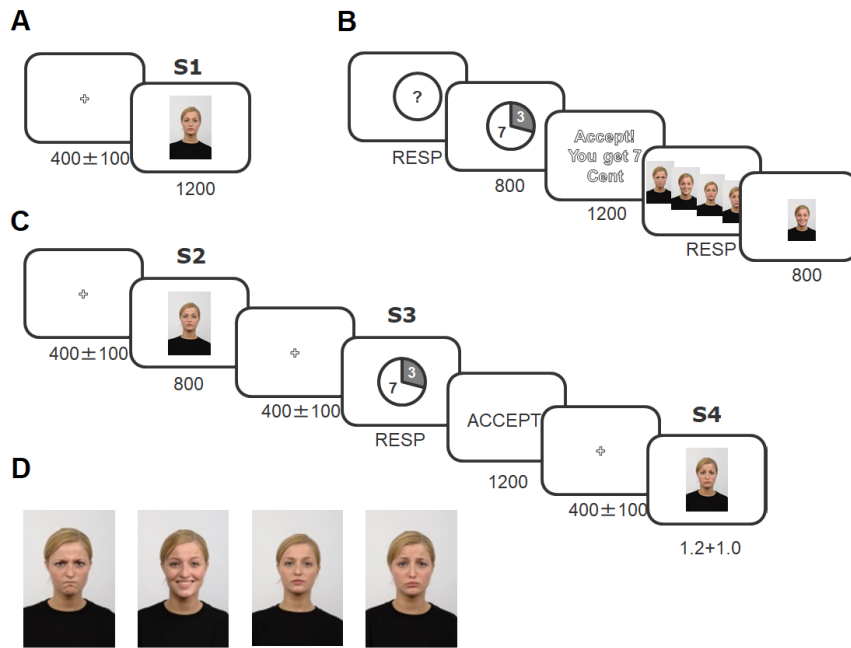 A
S1
400±100
1200
B
?
RESP
3
7
800
Accept!
You get 7
Cent
1200
RESP
800
C
S2
400±100
800
400±100
S3
3
7
RESP
ACCEPT
1200
400±100
S4
1.2+1.0
D